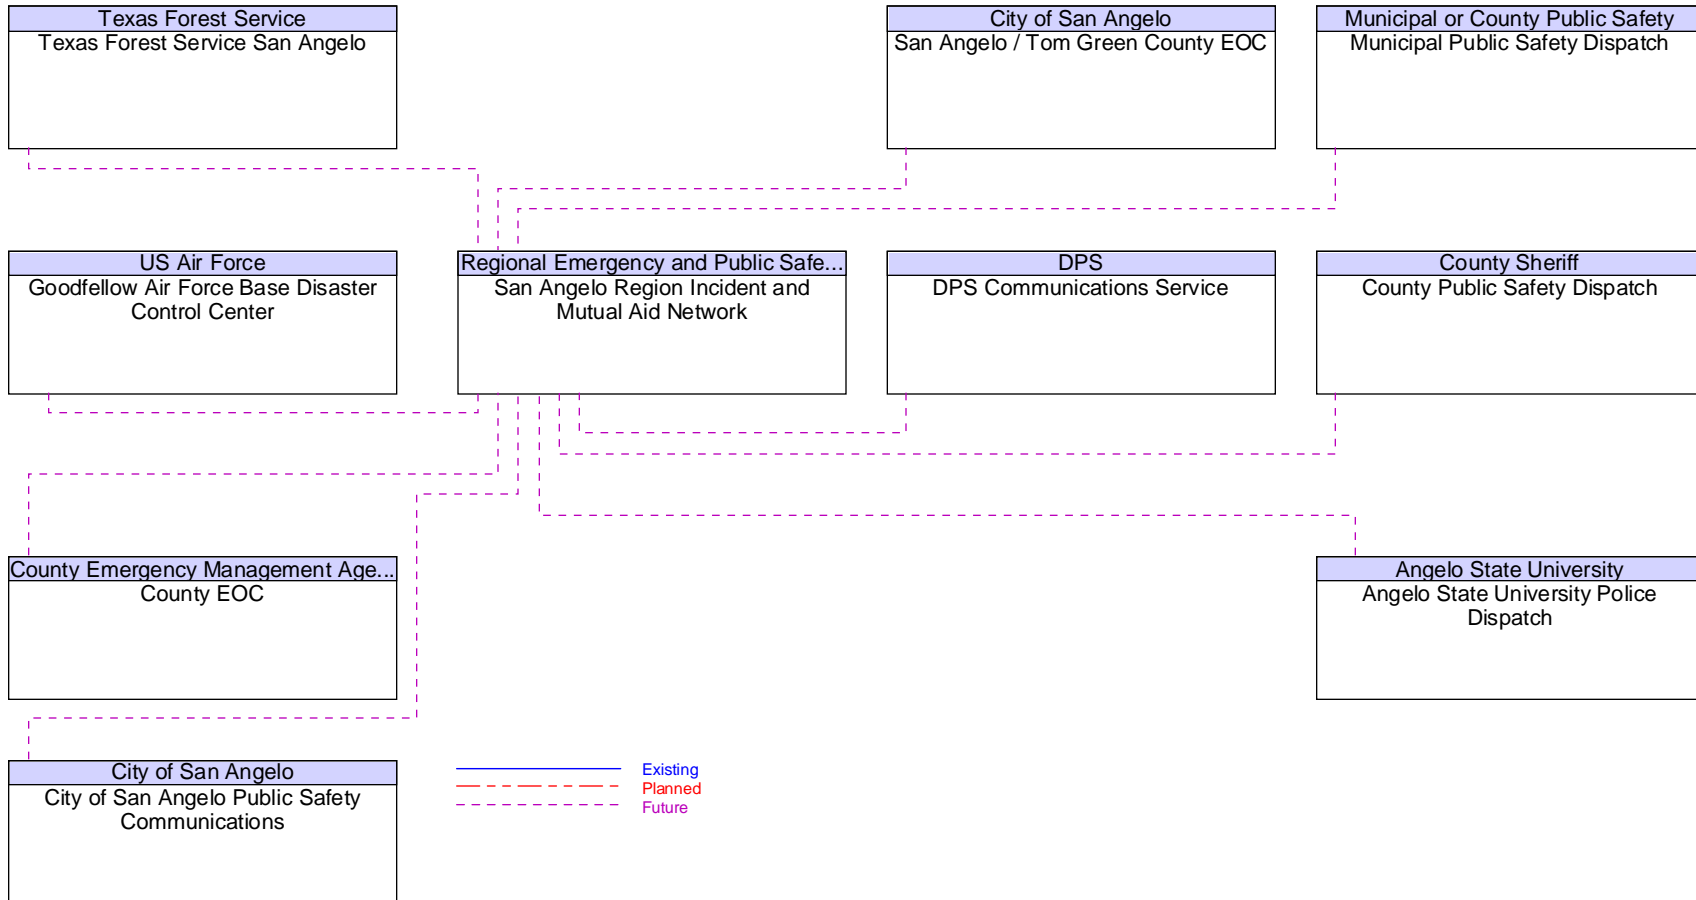 Texas Forest Service
Texas Forest Service San Angelo
City of San Angelo
San Angelo / Tom Green County EOC
Municipal or County Public Safety
Municipal Public Safety Dispatch
US Air Force
Goodfellow Air Force Base Disaster
Control Center
Regional Emergency and Public Safe...
San Angelo Region Incident and
Mutual Aid Network
DPS
DPS Communications Service
County Sheriff
County Public Safety Dispatch
County Emergency Management Age...
County EOC
Angelo State University
Angelo State University Police
Dispatch
City of San Angelo
City of San Angelo Public Safety
Communications
Existing
Planned
Future